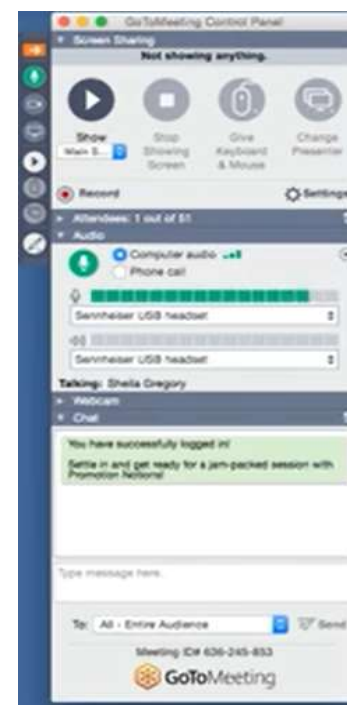 GoToMeeting Control Panel
Screen Sharing
Not showing anything.
Show
Stop Showing Screen
Give Keyboard & Mouse
Change Presenter
Main S...
Record
Settings
Attendees: 1 out of 51
Audio
Computer audio
Phone call
Sennheiser USB headset
Sennheiser USB headset
Talking: Sheila Gregory
Webcam
Chat
You have successfully logged in!
Settle in and get ready for a jam-packed session with
Promotion Notions!
Type message here.
To: All - Entire Audience
Send
Meeting ID# 636-245-853
GoToMeeting